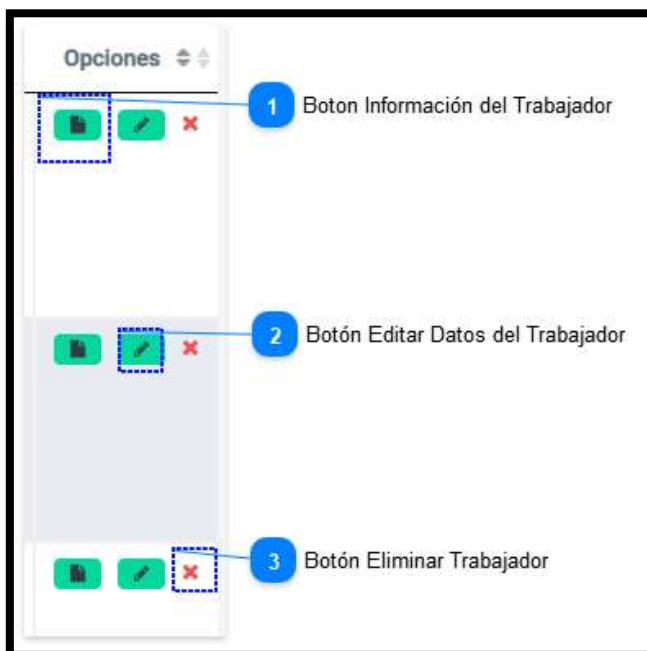 Opciones
1 Boton Información del Trabajador
2 Botón Editar Datos del Trabajador
3 Botón Eliminar Trabajador